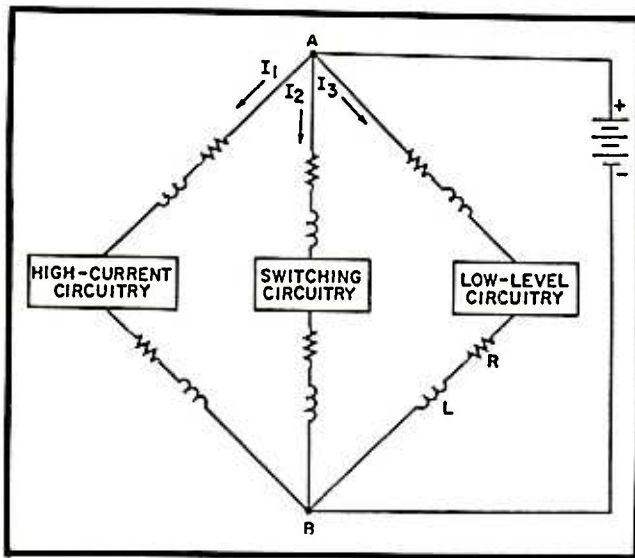 A
I1
I2
I3
+
-
HIGH-CURRENT
CIRCUITRY
SWITCHING
CIRCUITRY
LOW-LEVEL
CIRCUITRY
R
L
B